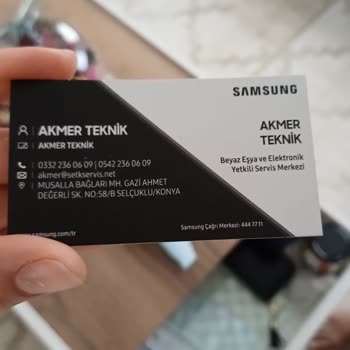 SAMSUNG
AKMER TEKNİK
AKMER TEKNİK
0332 236 06 09 | 0542 236 06 09
akmer@setkservis.net
MUSALLA BAĞLARI MH. GAZİ AHMET
DEĞERLİ SK. NO:58/B SELÇUKLU/KONYA
.samsung.com/tr
AKMER
TEKNİK
Beyaz Eşya ve Elektronik
Yetkili Servis Merkezi
Samsung Çağrı Merkezi: 444 77 11